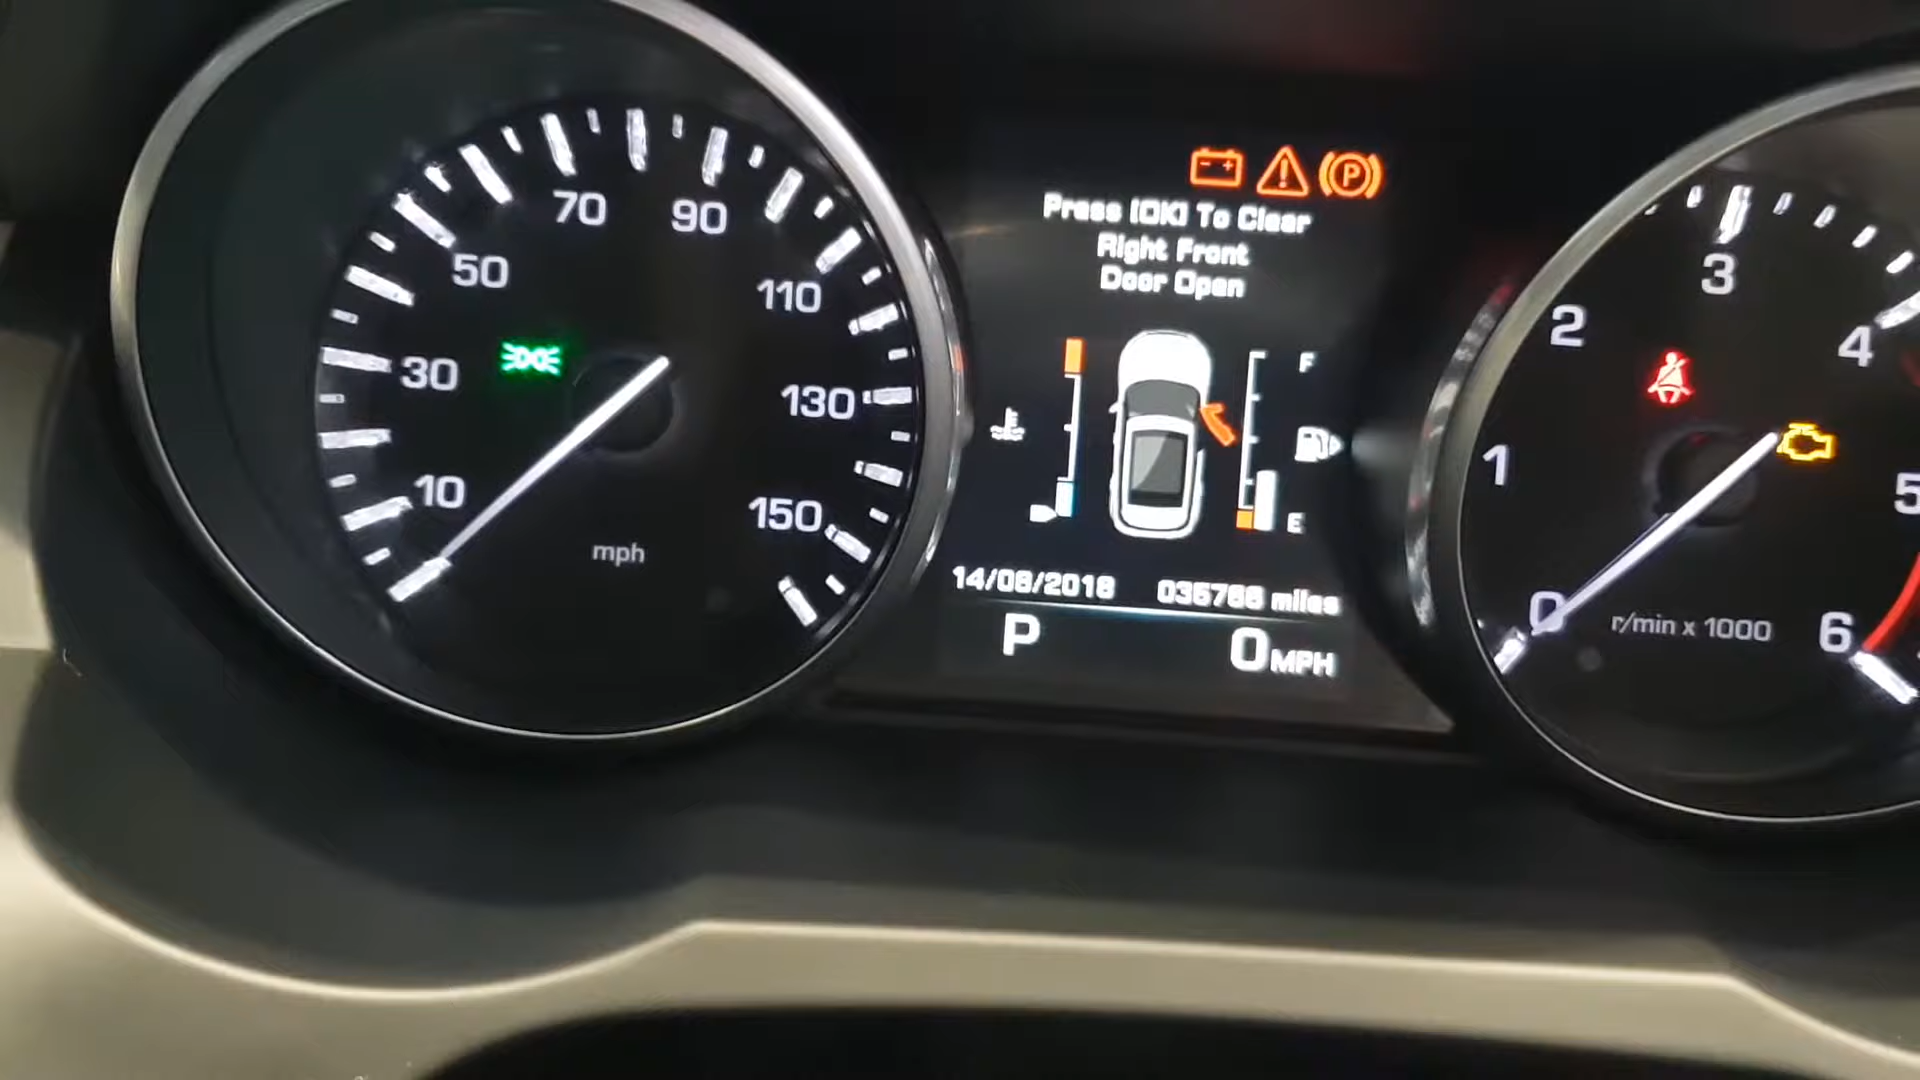 10
30
50
70
90
110
130
150
mph
Press [OK] To Clear
Right Front
Door Open
F
E
14/08/2018 035766 miles
P 0 MPH
0
1
2
3
4
5
6
r/min x 1000
P